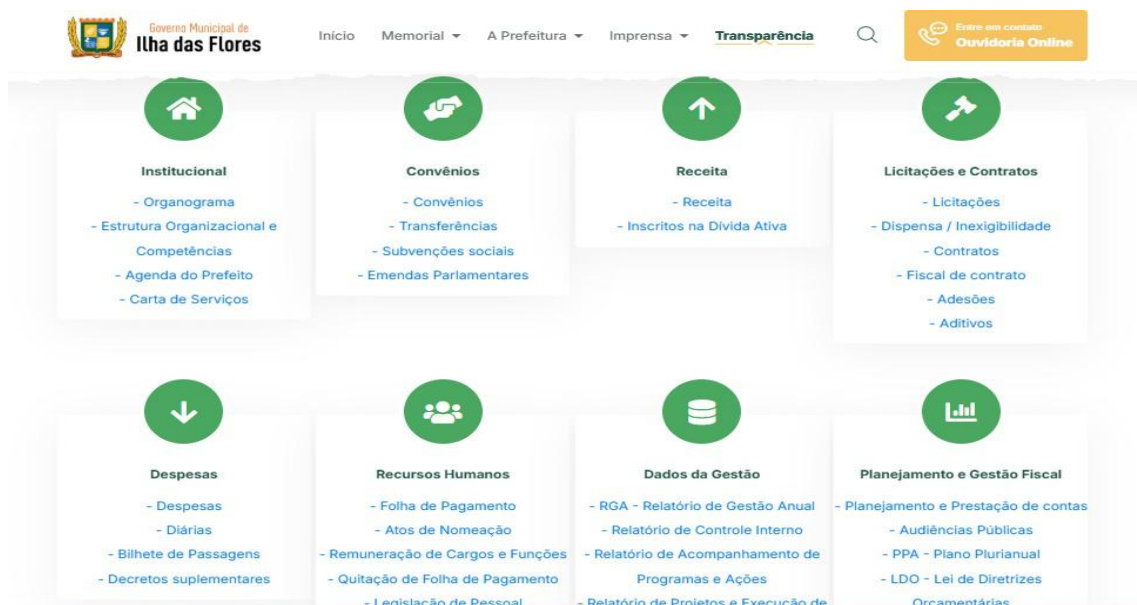 Governo Municipal de
Ilha das Flores
Início
Memorial
A Prefeitura
Imprensa
Transparência
Entre em contato
Ouvidoria Online
Institucional
- Organograma
- Estrutura Organizacional e
Competências
- Agenda do Prefeito
- Carta de Serviços
Convênios
- Convênios
- Transferências
- Subvenções sociais
- Emendas Parlamentares
Receita
- Receita
- Inscritos na Dívida Ativa
Licitações e Contratos
- Licitações
- Dispensa / Inexigibilidade
- Contratos
- Fiscal de contrato
- Adesões
- Aditivos
Despesas
- Despesas
- Diárias
- Bilhete de Passagens
- Decretos suplementares
Recursos Humanos
- Folha de Pagamento
- Atos de Nomeação
- Remuneração de Cargos e Funções
- Quitação de Folha de Pagamento
- Legislação de Pessoal
Dados da Gestão
- RGA - Relatório de Gestão Anual
- Relatório de Controle Interno
- Relatório de Acompanhamento de
Programas e Ações
- Relatório de Projetos e Execução de
Planejamento e Gestão Fiscal
- Planejamento e Prestação de contas
- Audiências Públicas
- PPA - Plano Plurianual
- LDO - Lei de Diretrizes
Orçamentárias